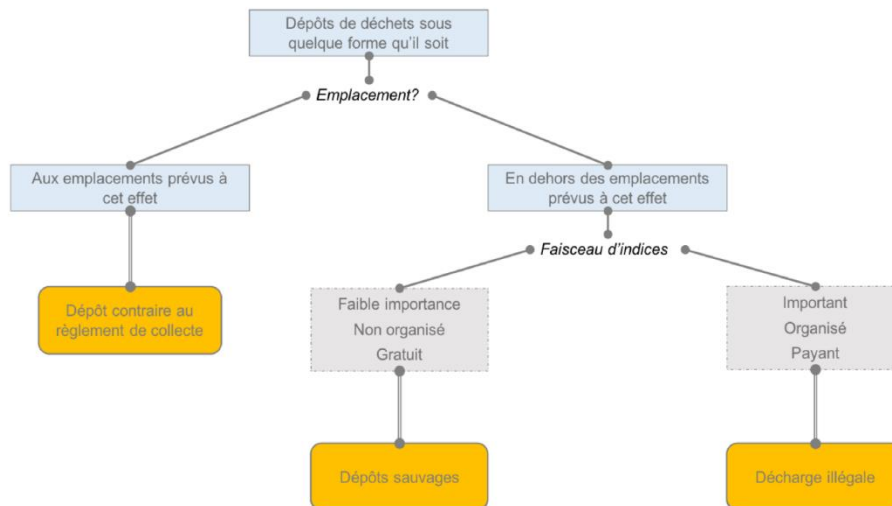 Dépôts de déchets sous
quelque forme qu'il soit
Emplacement?
Aux emplacements prévus à
cet effet
En dehors des emplacements
prévus à cet effet
Faisceau d'indices
Dépôt contraire au
règlement de collecte
Faible importance
Non organisé
Gratuit
Important
Organisé
Payant
Dépôts sauvages
Décharge illégale